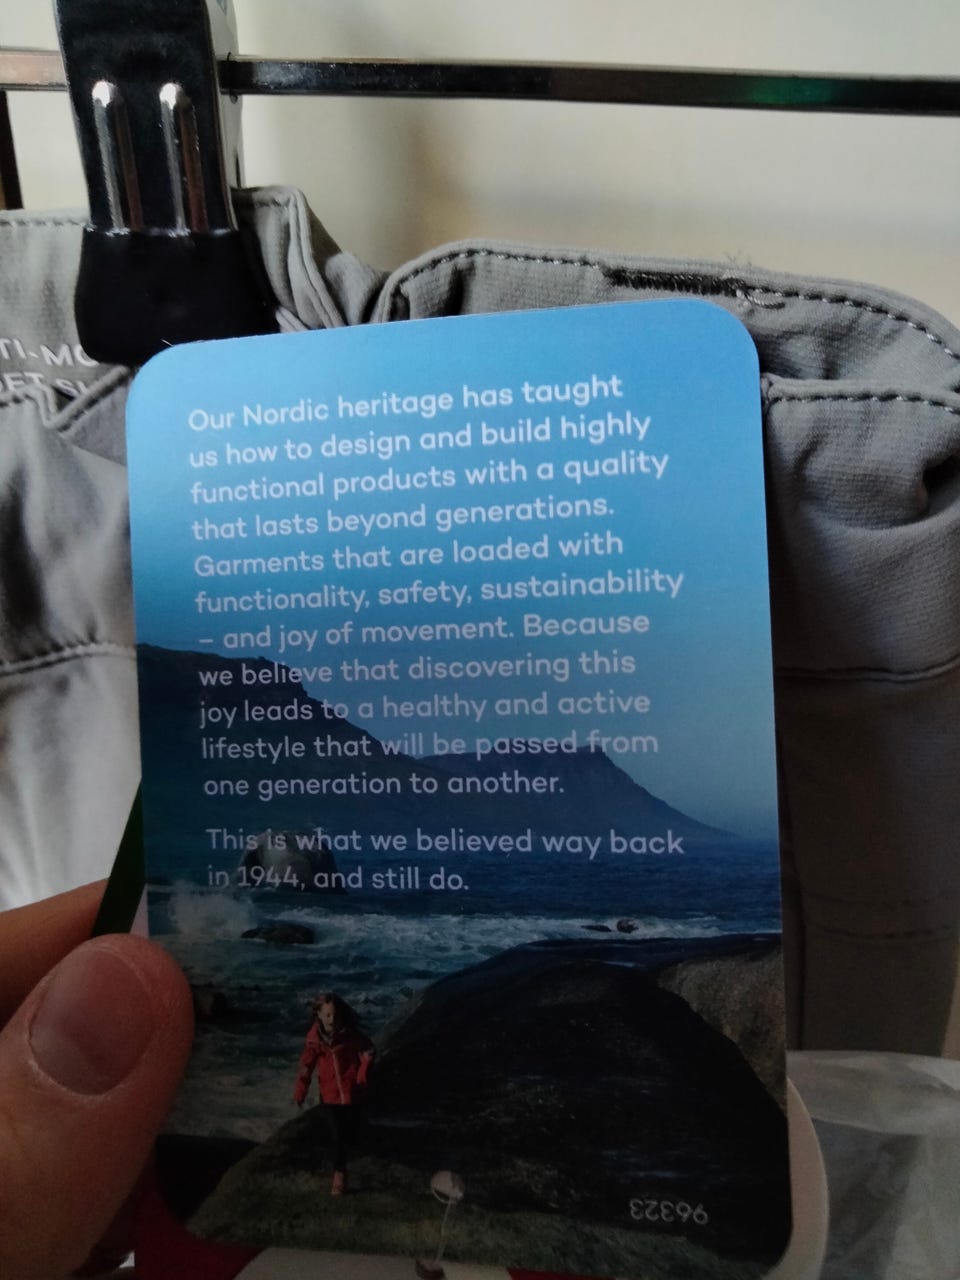 TI-MO
Our Nordic heritage has taught
us how to design and build highly
functional products with a quality
that lasts beyond generations.
Garments that are loaded with
functionality, safety, sustainability
– and joy of movement. Because
we believe that discovering this
joy leads to a healthy and active
lifestyle that will be passed from
one generation to another.
This is what we believed way back
in 1944, and still do.
96323